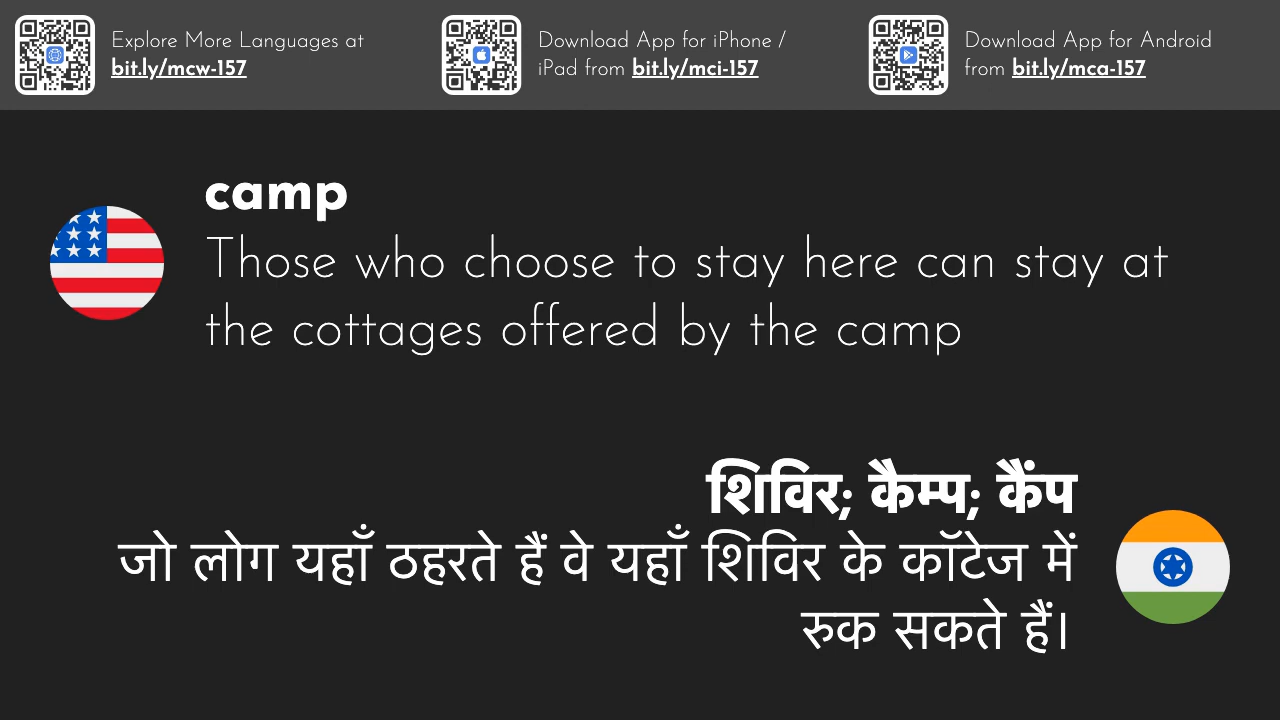 Explore More Languages at
bit.ly/mcw-157
Download App for iPhone /
iPad from bit.ly/mci-157
Download App for Android
from bit.ly/mca-157
camp
Those who choose to stay here can stay at
the cottages offered by the camp
शिविर; कैम्प; कैंप
जो लोग यहाँ ठहरते हैं वे यहाँ शिविर के कॉटेज में
रुक सकते हैं।